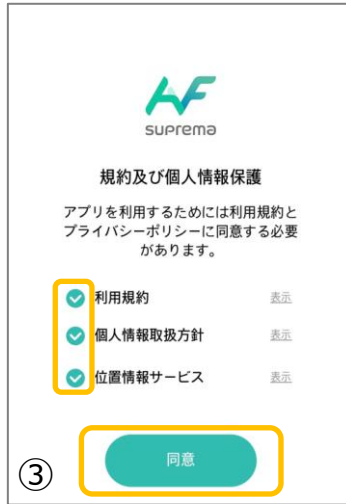 suprema
規約及び個人情報保護
アプリを利用するためには利用規約と
プライバシーポリシーに同意する必要
があります。
利用規約 表示
個人情報取扱方針 表示
位置情報サービス 表示
同意
③